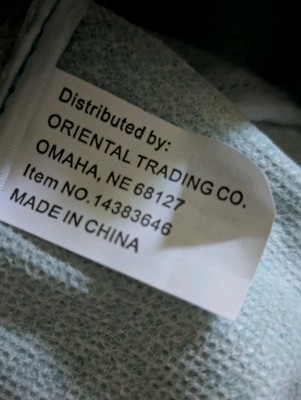 Distributed by:
ORIENTAL TRADING CO.
OMAHA, NE 68127
Item NO.14383646
MADE IN CHINA